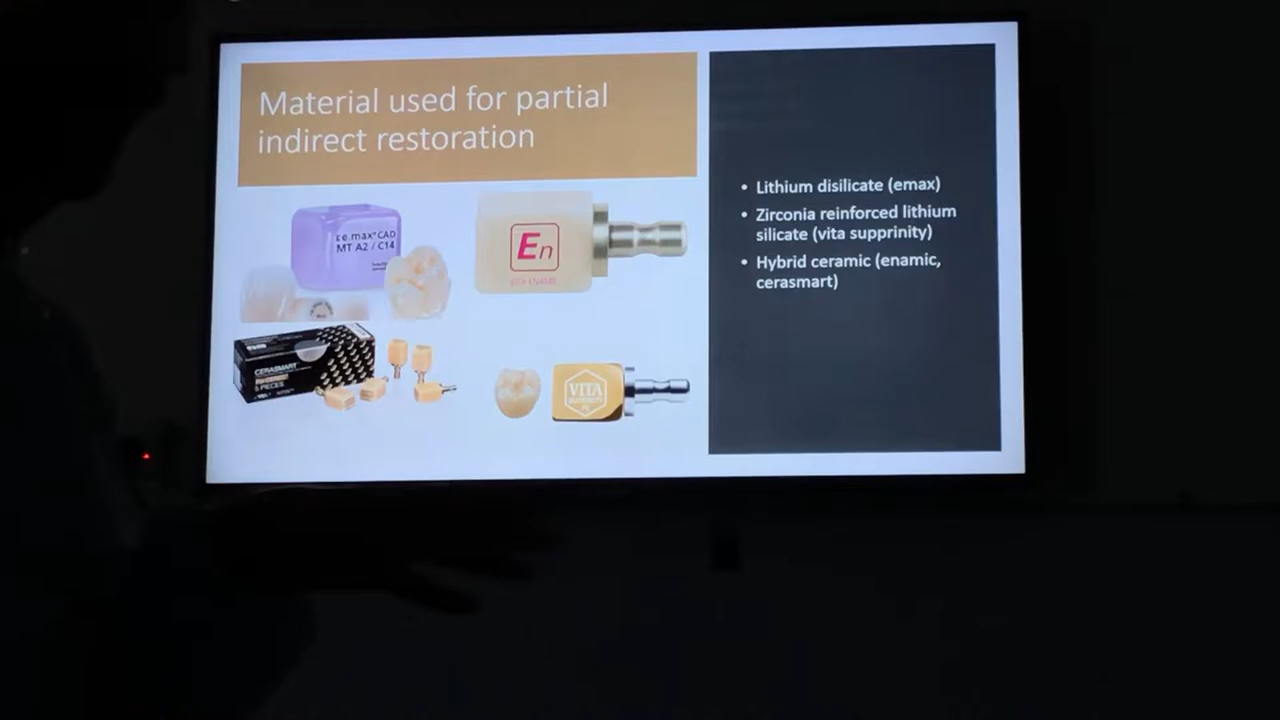 Material used for partial
indirect restoration
e.max CAD
MT A2 / C14
En
CERASMART
5 PIECES
VITA
• Lithium disilicate (emax)
• Zirconia reinforced lithium
silicate (vita supprinity)
• Hybrid ceramic (enamic,
cerasmart)